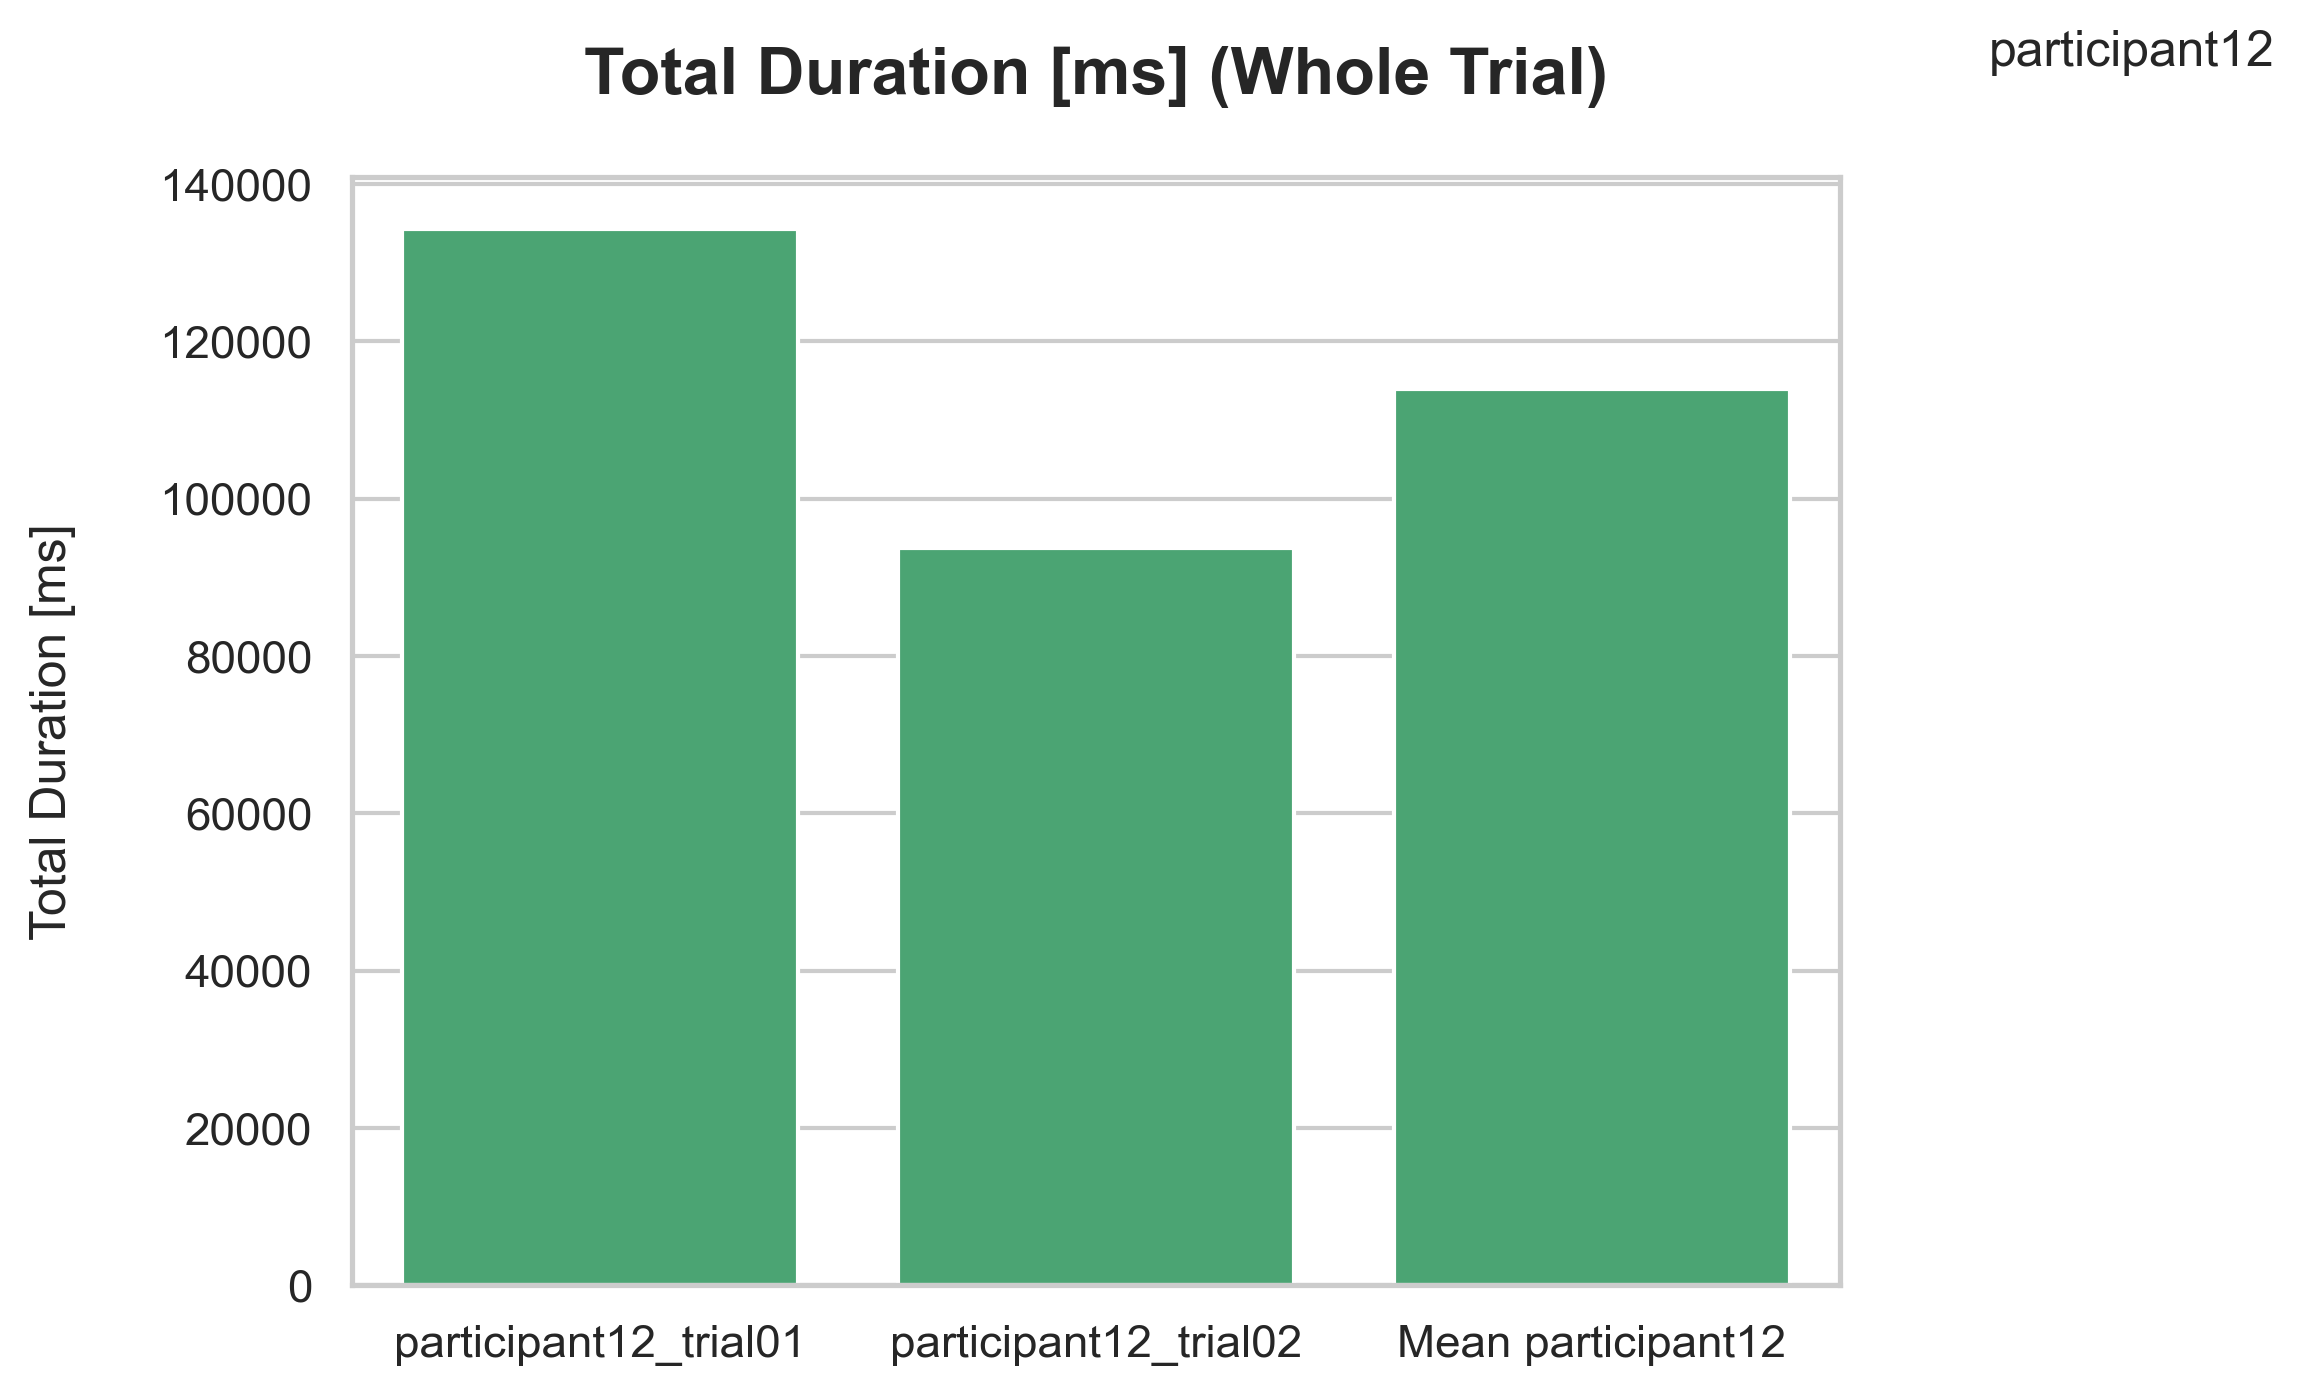 participant12
Total Duration [ms] (Whole Trial)
Total Duration [ms]
140000
120000
100000
80000
60000
40000
20000
0
participant12_trial01
participant12_trial02
Mean participant12